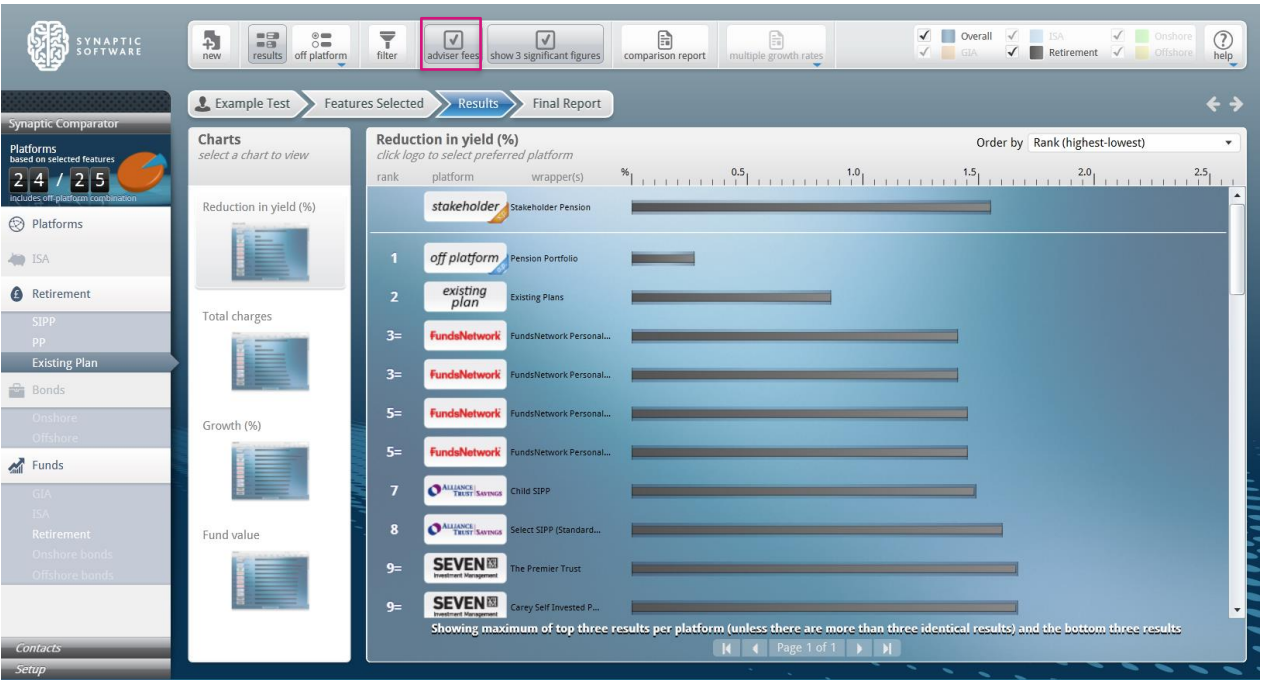 SYNAPTIC
SOFTWARE
new
results
off platform
filter
adviser fees
show 3 significant figures
comparison report
multiple growth rates
Overall
ISA
Onshore
GIA
Retirement
Offshore
help
Example Test
Features Selected
Results
Final Report
Synaptic Comparator
Platforms
based on selected features
24 / 25
includes off-platform combination
Platforms
ISA
Retirement
SIPP
PP
Existing Plan
Bonds
Onshore
Offshore
Funds
GIA
ISA
Retirement
Onshore bonds
Offshore bonds
Contacts
Setup
Charts
select a chart to view
Reduction in yield (%)
Total charges
Growth (%)
Fund value
Reduction in yield (%)
click logo to select preferred platform
Order by Rank (highest-lowest)
rank platform wrapper(s) % 0.5 1.0 1.5 2.0 2.5
stakeholder Stakeholder Pension
1 off platform Pension Portfolio
2 existing plan Existing Plans
3= FundsNetwork FundsNetwork Personal...
3= FundsNetwork FundsNetwork Personal...
5= FundsNetwork FundsNetwork Personal...
5= FundsNetwork FundsNetwork Personal...
7 ALLIANCE TRUST SAVINGS Child SIPP
8 ALLIANCE TRUST SAVINGS Select SIPP (Standard...
9= SEVEN Investment Management The Premier Trust
9= SEVEN Investment Management Carey Self Invested P...
Showing maximum of top three results per platform (unless there are more than three identical results) and the bottom three results
Page 1 of 1